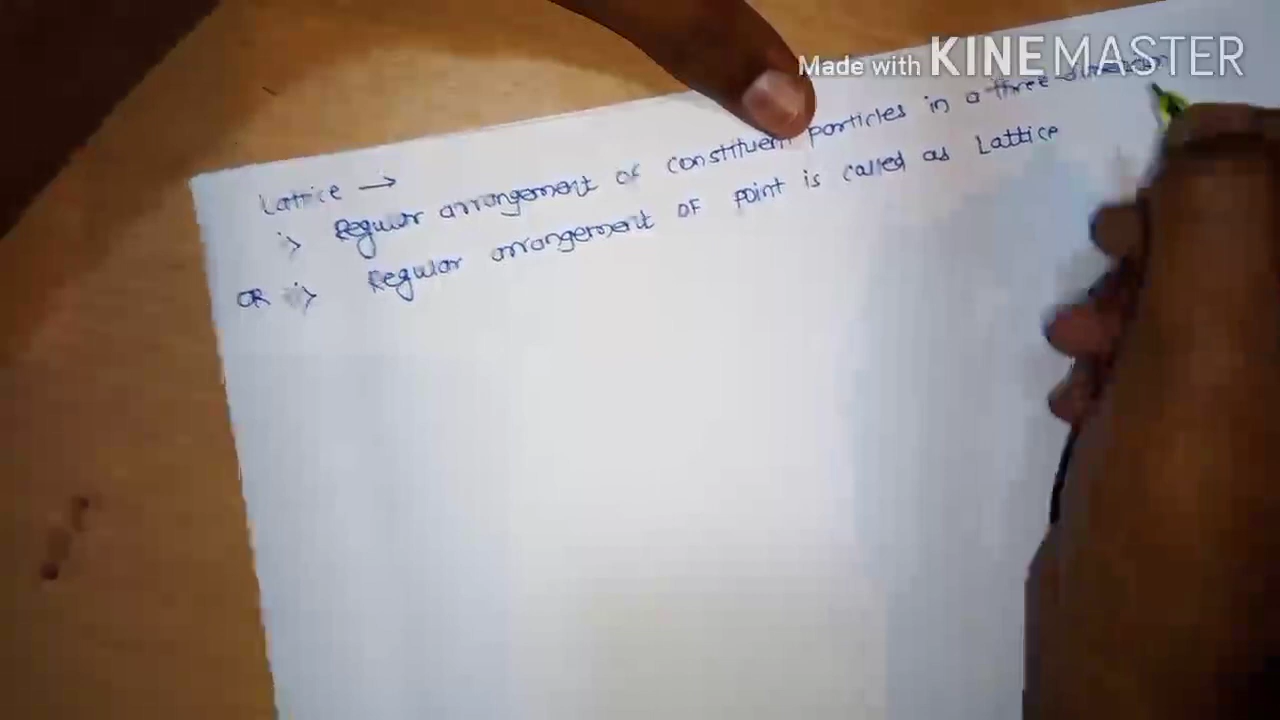 Made with KINEMASTER
Lattice →
i> Regular arrangement of constituent particles in a three dimension
OR i> Regular arrangement OF point is called as Lattice